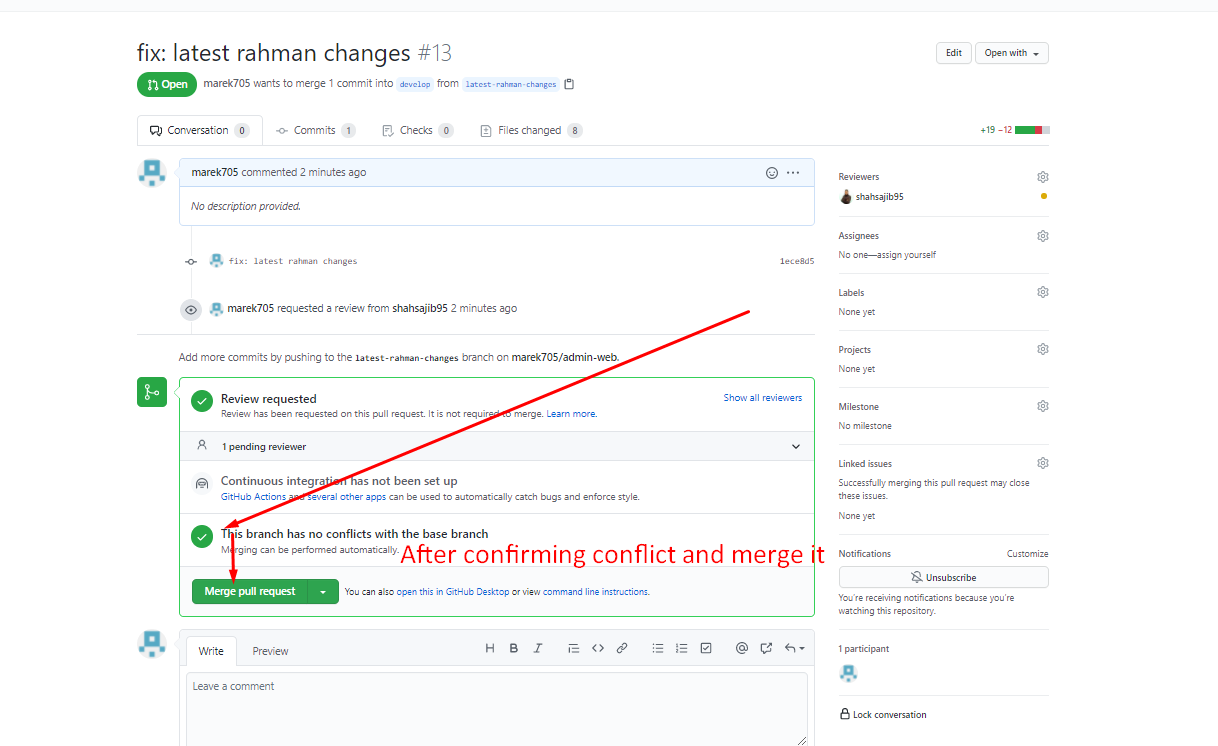 fix: latest rahman changes #13
Edit
Open with
Open
marek705 wants to merge 1 commit into develop from latest-rahman-changes
Conversation 0
Commits 1
Checks 0
Files changed 8
+19 −12
marek705 commented 2 minutes ago
No description provided.
fix: latest rahman changes
1ece8d5
marek705 requested a review from shahsajib95 2 minutes ago
Add more commits by pushing to the latest-rahman-changes branch on marek705/admin-web.
Review requested
Show all reviewers
Review has been requested on this pull request. It is not required to merge. Learn more.
1 pending reviewer
Continuous integration has not been set up
GitHub Actions and several other apps can be used to automatically catch bugs and enforce style.
This branch has no conflicts with the base branch
Merging can be performed automatically.
After confirming conflict and merge it
Merge pull request
You can also open this in GitHub Desktop or view command line instructions.
Write
Preview
Leave a comment
Reviewers
shahsajib95
Assignees
No one—assign yourself
Labels
None yet
Projects
None yet
Milestone
No milestone
Linked issues
Successfully merging this pull request may close
these issues.
None yet
Notifications
Customize
Unsubscribe
You're receiving notifications because you're
watching this repository.
1 participant
Lock conversation